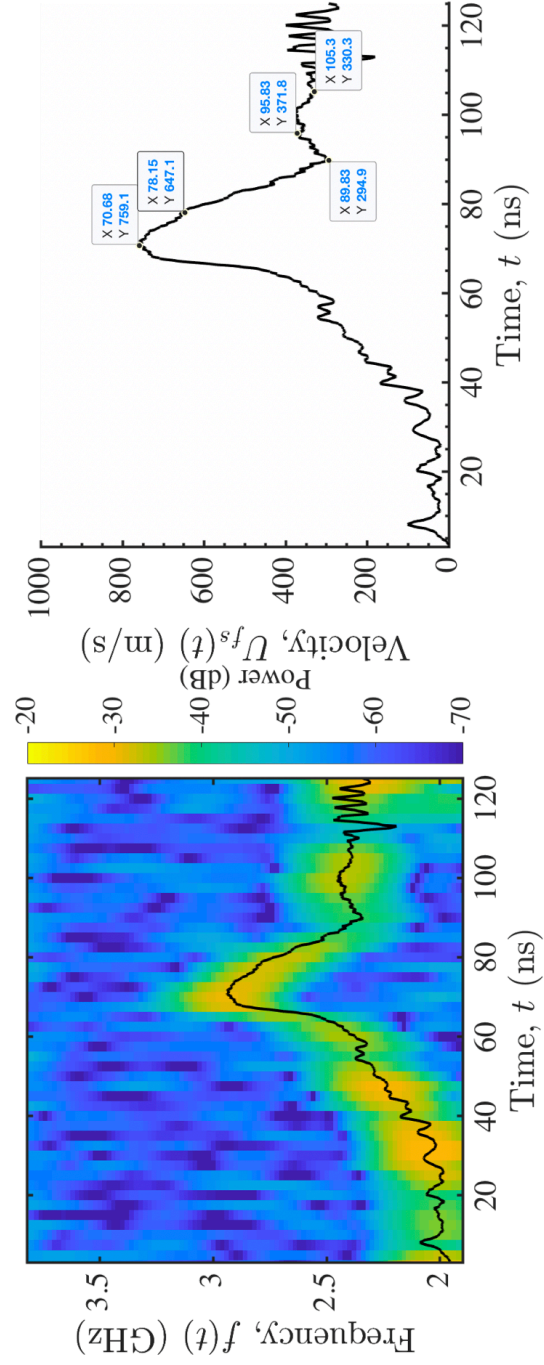 Frequency, f(t) (GHz)
3.5
3
2.5
2
20
40
60
80
100
120
Time, t (ns)
Power (dB)
-20
-30
-40
-50
-60
-70
Velocity, U_{fs}(t) (m/s)
1000
800
600
400
200
0
20
40
60
80
100
120
Time, t (ns)
X 70.68
Y 759.1
X 78.15
Y 647.1
X 89.83
Y 294.9
X 95.83
Y 371.8
X 105.3
Y 330.3